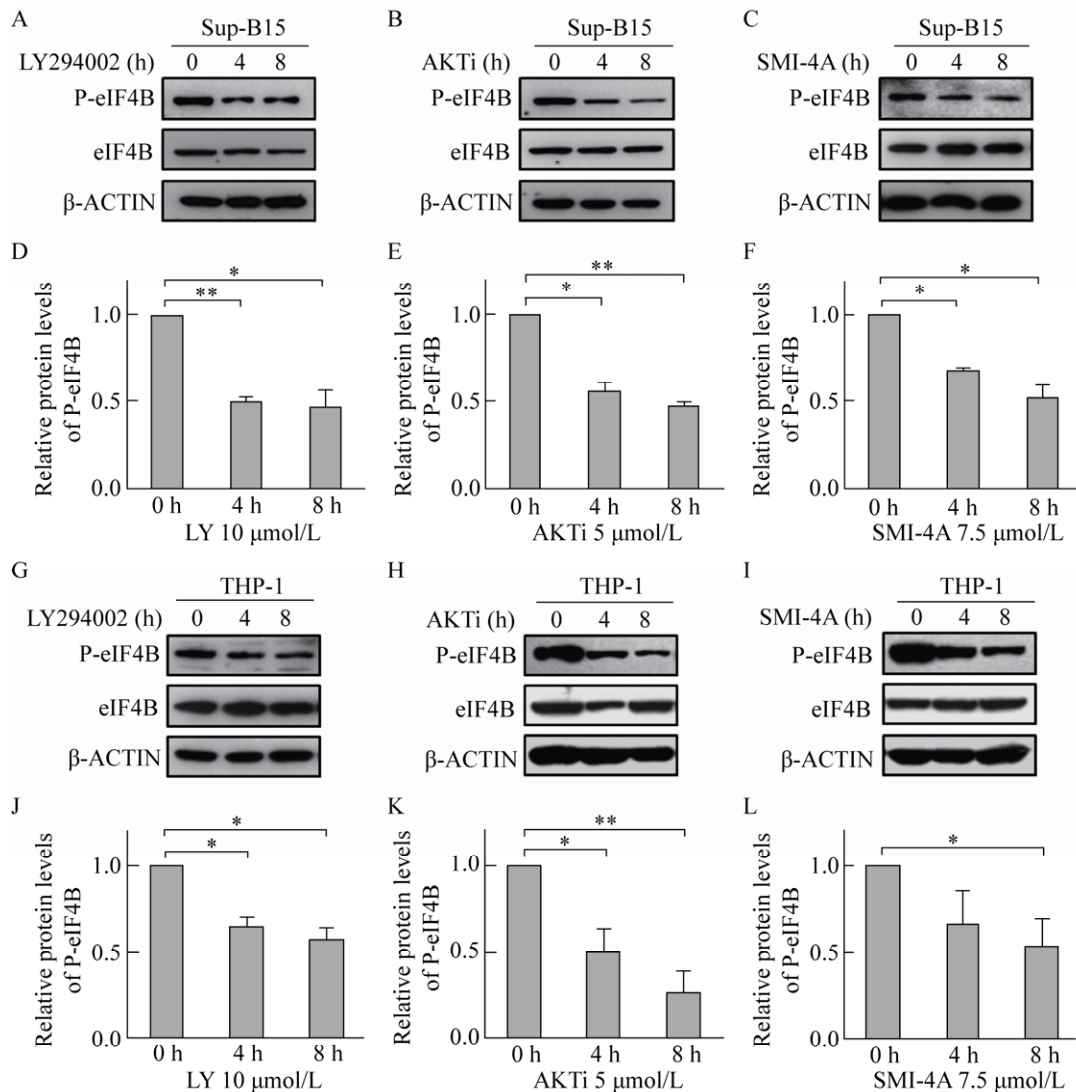 A
Sup-B15
LY294002 (h) 0 4 8
P-eIF4B
eIF4B
β-ACTIN
B
Sup-B15
AKTi (h) 0 4 8
P-eIF4B
eIF4B
β-ACTIN
C
Sup-B15
SMI-4A (h) 0 4 8
P-eIF4B
eIF4B
β-ACTIN
D
Relative protein levels
of P-eIF4B
1.0
0.5
0.0
*
**
0 h 4 h 8 h
LY 10 μmol/L
E
Relative protein levels
of P-eIF4B
1.0
0.5
0.0
**
*
0 h 4 h 8 h
AKTi 5 μmol/L
F
Relative protein levels
of P-eIF4B
1.0
0.5
0.0
*
*
0 h 4 h 8 h
SMI-4A 7.5 μmol/L
G
THP-1
LY294002 (h) 0 4 8
P-eIF4B
eIF4B
β-ACTIN
H
THP-1
AKTi (h) 0 4 8
P-eIF4B
eIF4B
β-ACTIN
I
THP-1
SMI-4A (h) 0 4 8
P-eIF4B
eIF4B
β-ACTIN
J
Relative protein levels
of P-eIF4B
1.0
0.5
0.0
*
*
0 h 4 h 8 h
LY 10 μmol/L
K
Relative protein levels
of P-eIF4B
1.0
0.5
0.0
**
*
0 h 4 h 8 h
AKTi 5 μmol/L
L
Relative protein levels
of P-eIF4B
1.0
0.5
0.0
*
0 h 4 h 8 h
SMI-4A 7.5 μmol/L